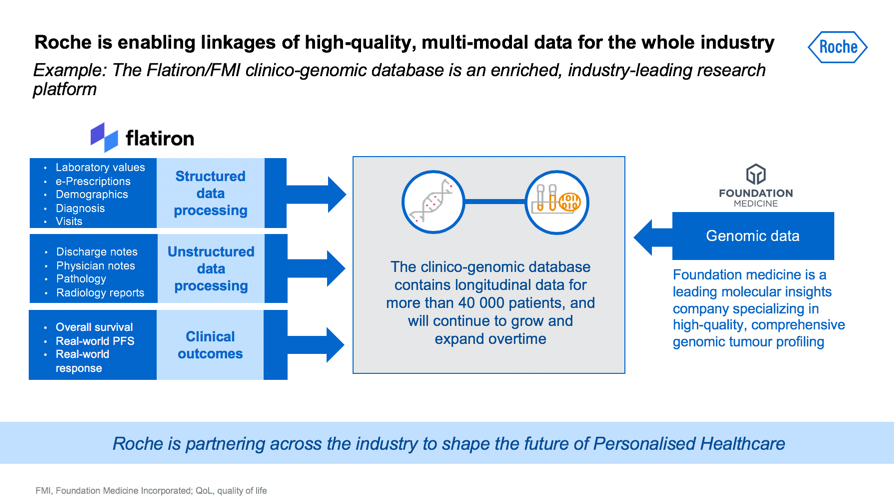 Roche is enabling linkages of high-quality, multi-modal data for the whole industry
Roche
Example: The Flatiron/FMI clinico-genomic database is an enriched, industry-leading research
platform
flatiron
• Laboratory values
• e-Prescriptions
• Demographics
• Diagnosis
• Visits
Structured
data
processing
• Discharge notes
• Physician notes
• Pathology
• Radiology reports
Unstructured
data
processing
• Overall survival
• Real-world PFS
• Real-world
response
Clinical
outcomes
The clinico-genomic database
contains longitudinal data for
more than 40 000 patients, and
will continue to grow and
expand overtime
FOUNDATION
MEDICINE
Genomic data
Foundation medicine is a
leading molecular insights
company specializing in
high-quality, comprehensive
genomic tumour profiling
Roche is partnering across the industry to shape the future of Personalised Healthcare
FMI, Foundation Medicine Incorporated; QoL, quality of life